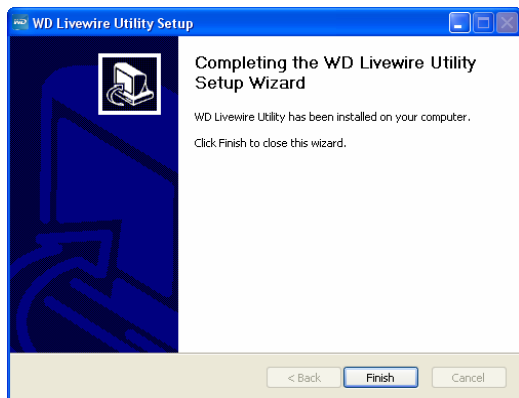 WD Livewire Utility Setup
Completing the WD Livewire Utility
Setup Wizard
WD Livewire Utility has been installed on your computer.
Click Finish to close this wizard.
< Back
Finish
Cancel